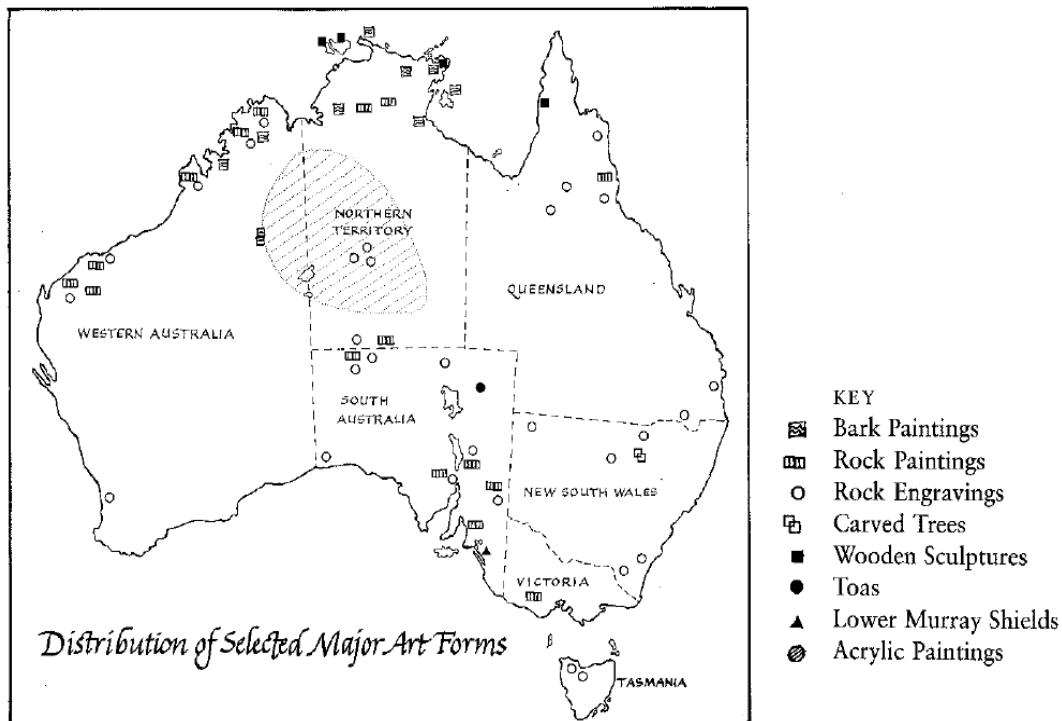 NORTHERN
TERRITORY
QUEENSLAND
WESTERN AUSTRALIA
SOUTH
AUSTRALIA
NEW SOUTH WALES
VICTORIA
TASMANIA
Distribution of Selected Major Art Forms
KEY
Bark Paintings
Rock Paintings
Rock Engravings
Carved Trees
Wooden Sculptures
Toas
Lower Murray Shields
Acrylic Paintings